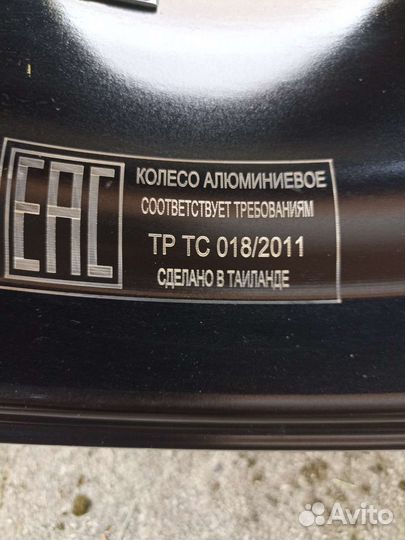 EAC
КОЛЕСО АЛЮМИНИЕВОЕ
СООТВЕТСТВУЕТ ТРЕБОВАНИЯМ
ТР ТС 018/2011
СДЕЛАНО В ТАИЛАНДЕ
Avito